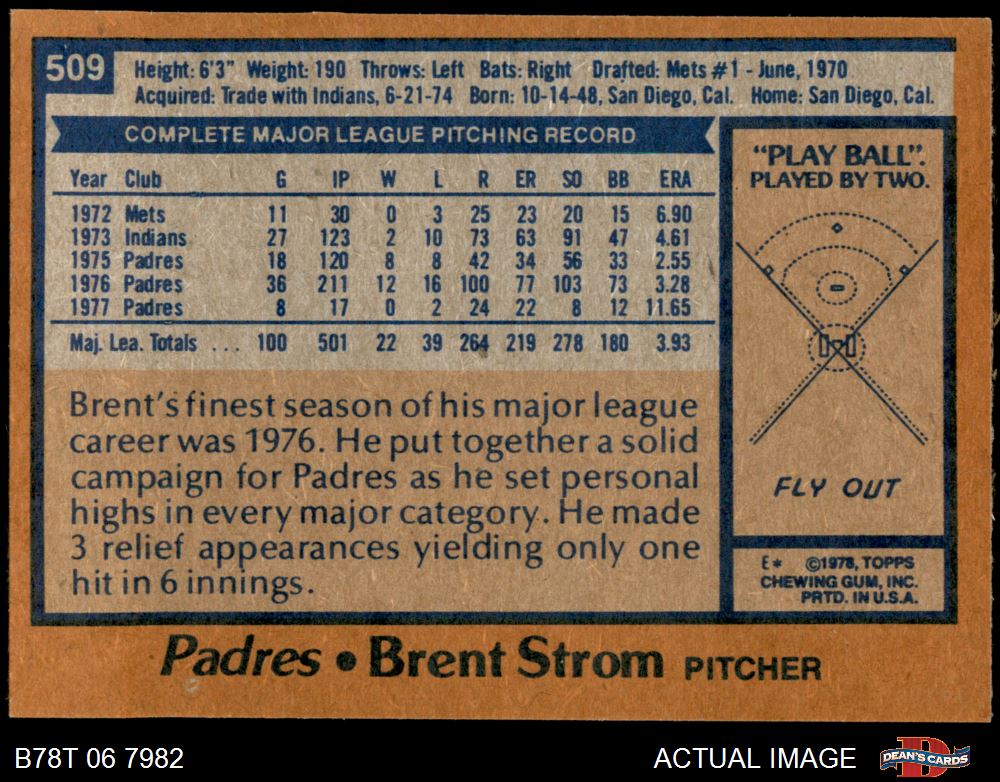 509
Height: 6'3" Weight: 190 Throws: Left Bats: Right Drafted: Mets #1 - June, 1970
Acquired: Trade with Indians, 6-21-74 Born: 10-14-48, San Diego, Cal. Home: San Diego, Cal.
COMPLETE MAJOR LEAGUE PITCHING RECORD
Year Club G IP W L R ER SO BB ERA
1972 Mets 11 30 0 3 25 23 20 15 6.90
1973 Indians 27 123 2 10 73 63 91 47 4.61
1975 Padres 18 120 8 8 42 34 56 33 2.55
1976 Padres 36 211 12 16 100 77 103 73 3.28
1977 Padres 8 17 0 2 24 22 8 12 11.65
Maj. Lea. Totals ... 100 501 22 39 264 219 278 180 3.93
Brent's finest season of his major league
career was 1976. He put together a solid
campaign for Padres as he set personal
highs in every major category. He made
3 relief appearances yielding only one
hit in 6 innings.
"PLAY BALL".
PLAYED BY TWO.
FLY OUT
E* ©1978, TOPPS
CHEWING GUM, INC.
PRTD. IN U.S.A.
Padres • Brent Strom PITCHER
B78T 06 7982
ACTUAL IMAGE
DEAN'S CARDS